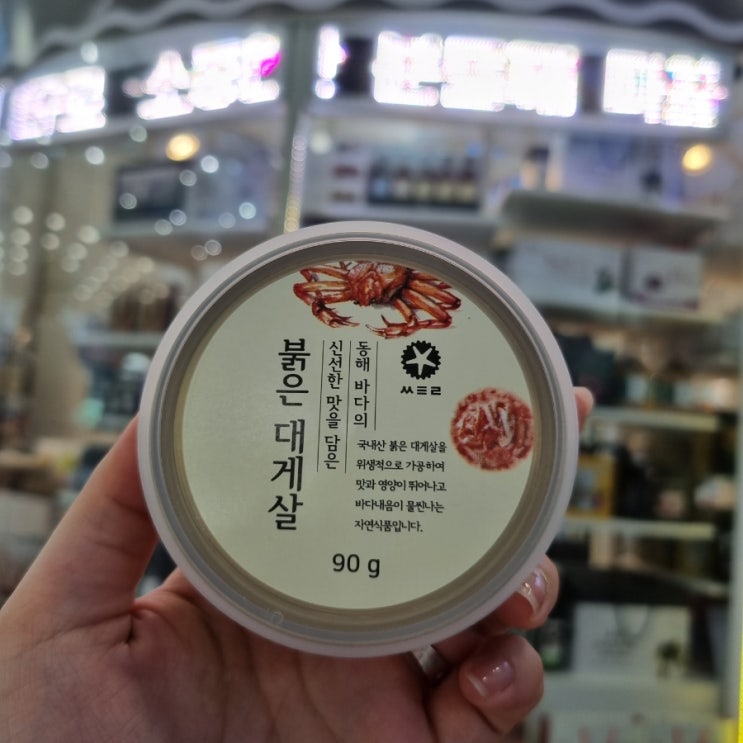 동해 바다의
신선한 맛을 담은
붉은 대게살
쓰리
국내산 붉은 대게살을
위생적으로 가공하여
맛과 영양이 뛰어나고
바다내음이 물씬나는
자연식품입니다.
90 g